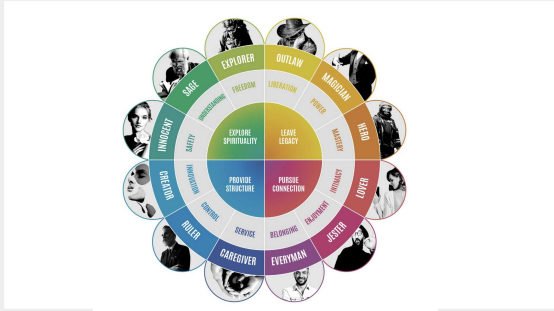 EXPLORER
OUTLAW
MAGICIAN
HERO
LOVER
JESTER
EVERYMAN
CAREGIVER
RULER
CREATOR
INNOCENT
SAGE
FREEDOM
LIBERATION
POWER
MASTERY
INTIMACY
ENJOYMENT
BELONGING
SERVICE
CONTROL
INNOVATION
SAFETY
UNDERSTANDING
EXPLORE
SPIRITUALITY
LEAVE
LEGACY
PURSUE
CONNECTION
PROVIDE
STRUCTURE